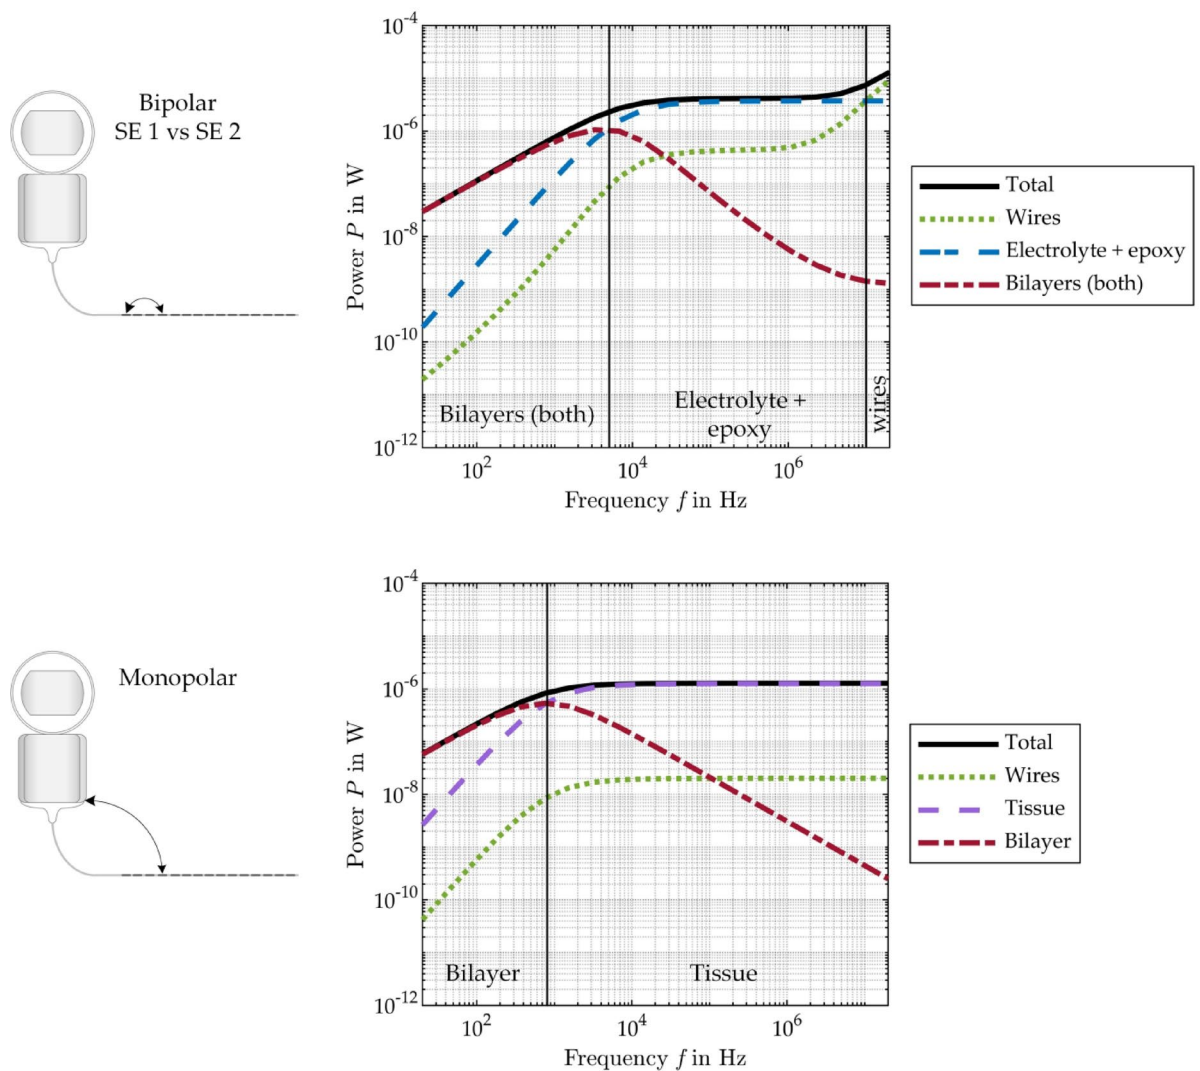 Bipolar
SE 1 vs SE 2
Power P in W
10^-4
10^-6
10^-8
10^-10
10^-12
Bilayers (both)
Electrolyte +
epoxy
wires
10^2
10^4
10^6
Frequency f in Hz
Total
Wires
Electrolyte + epoxy
Bilayers (both)
Monopolar
Power P in W
10^-4
10^-6
10^-8
10^-10
10^-12
Bilayer
Tissue
10^2
10^4
10^6
Frequency f in Hz
Total
Wires
Tissue
Bilayer